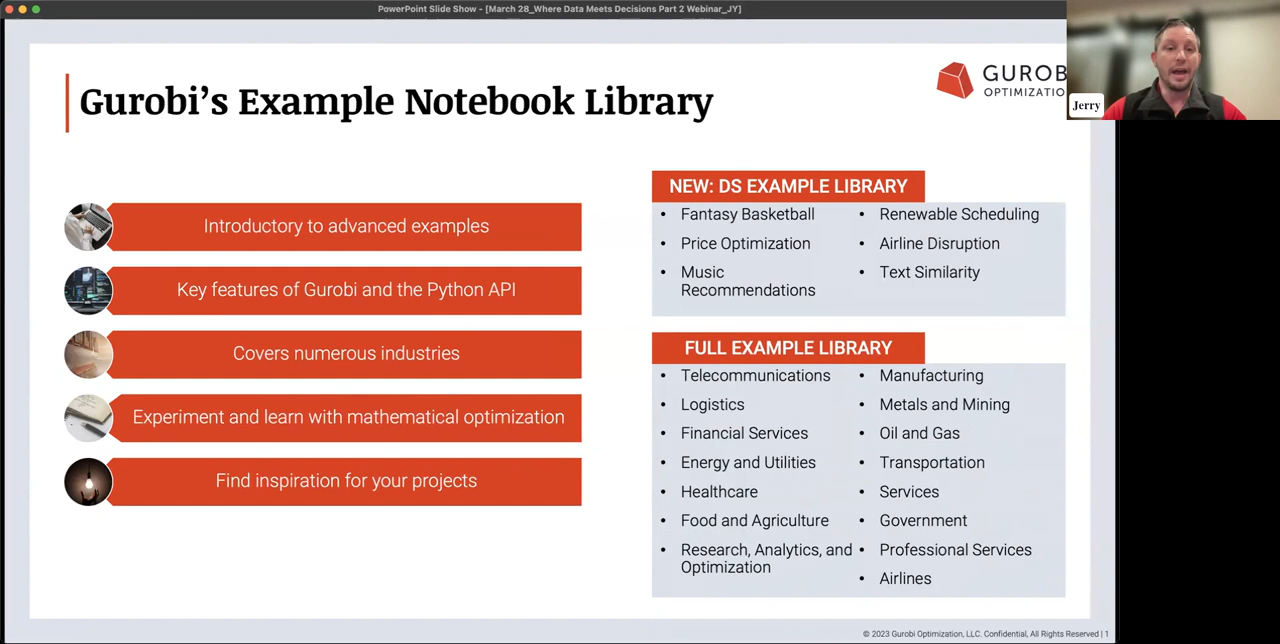 PowerPoint Slide Show - [March 28_Where Data Meets Decisions Part 2 Webinar_JY]
Jerry
GUROB
OPTIMIZATIO
Gurobi's Example Notebook Library
Introductory to advanced examples
Key features of Gurobi and the Python API
Covers numerous industries
Experiment and learn with mathematical optimization
Find inspiration for your projects
NEW: DS EXAMPLE LIBRARY
• Fantasy Basketball
• Price Optimization
• Music
Recommendations
• Renewable Scheduling
• Airline Disruption
• Text Similarity
FULL EXAMPLE LIBRARY
• Telecommunications
• Logistics
• Financial Services
• Energy and Utilities
• Healthcare
• Food and Agriculture
• Research, Analytics, and
Optimization
• Manufacturing
• Metals and Mining
• Oil and Gas
• Transportation
• Services
• Government
• Professional Services
• Airlines
© 2023 Gurobi Optimization, LLC. Confidential, All Rights Reserved | 1